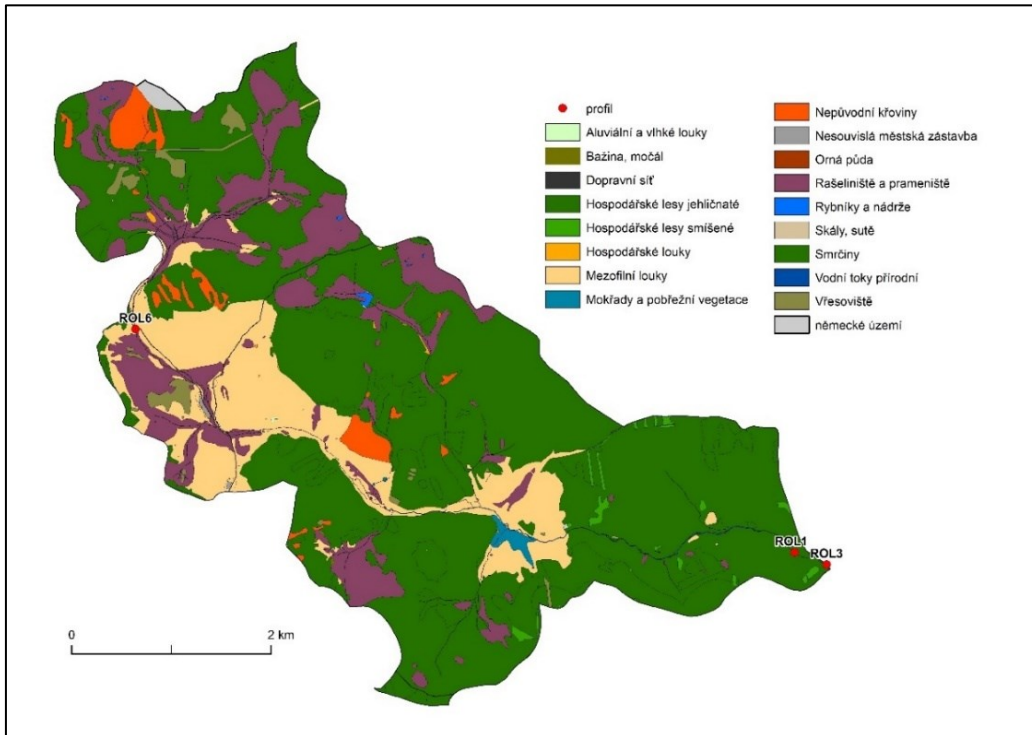 profil
Aluviální a vlhké louky
Bažina, močál
Dopravní síť
Hospodářské lesy jehličnaté
Hospodářské lesy smíšené
Hospodářské louky
Mezofilní louky
Mokřady a pobřežní vegetace
Nepůvodní křoviny
Nesouvislá městská zástavba
Orná půda
Rašeliniště a prameniště
Rybníky a nádrže
Skály, sutě
Smrčiny
Vodní toky přírodní
Vřesoviště
německé území
ROL6
ROL1
ROL3
0 2 km